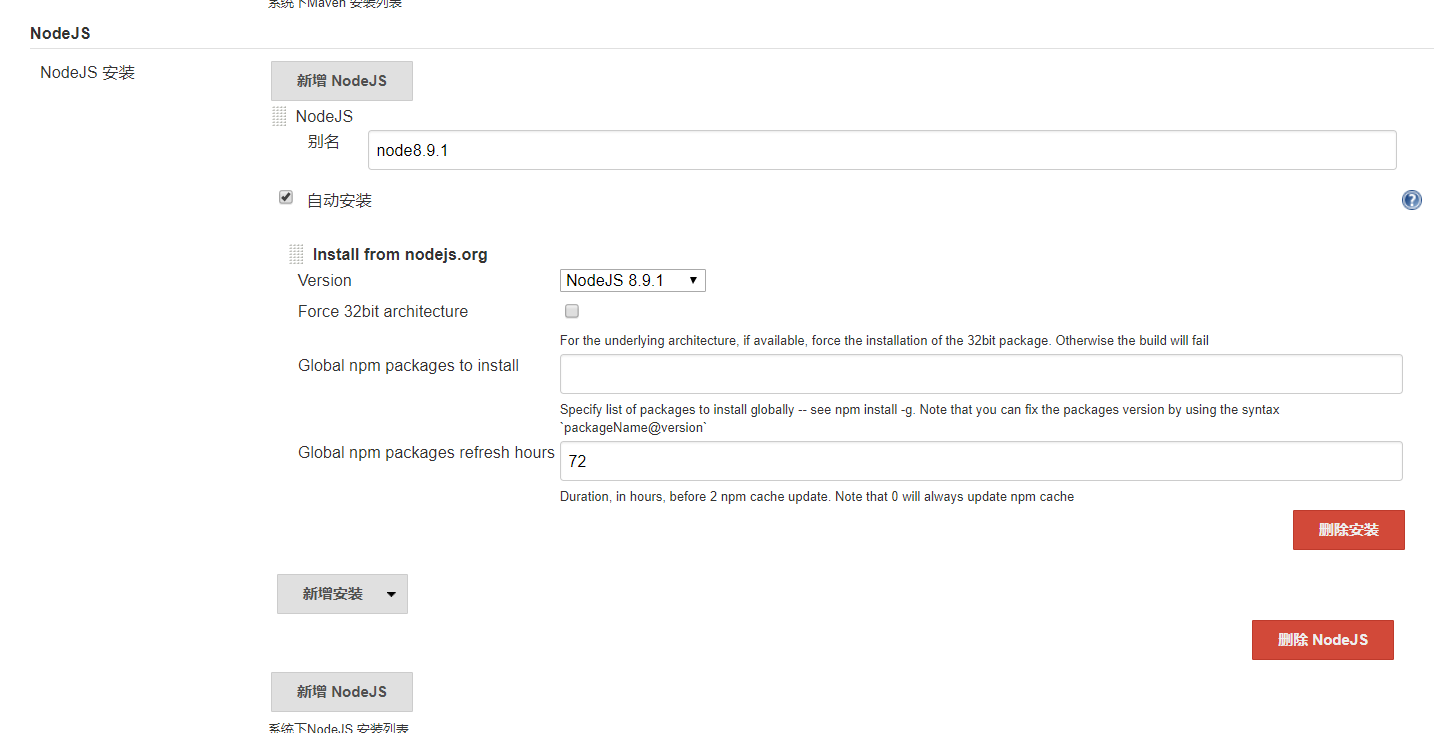 系统下Maven 安装列表
NodeJS
NodeJS 安装
新增 NodeJS
NodeJS
别名
node8.9.1
自动安装
Install from nodejs.org
Version
NodeJS 8.9.1
Force 32bit architecture
For the underlying architecture, if available, force the installation of the 32bit package. Otherwise the build will fail
Global npm packages to install
Specify list of packages to install globally -- see npm install -g. Note that you can fix the packages version by using the syntax
`packageName@version`
Global npm packages refresh hours
72
Duration, in hours, before 2 npm cache update. Note that 0 will always update npm cache
删除安装
新增安装
删除 NodeJS
新增 NodeJS
系统下NodeJS 安装列表